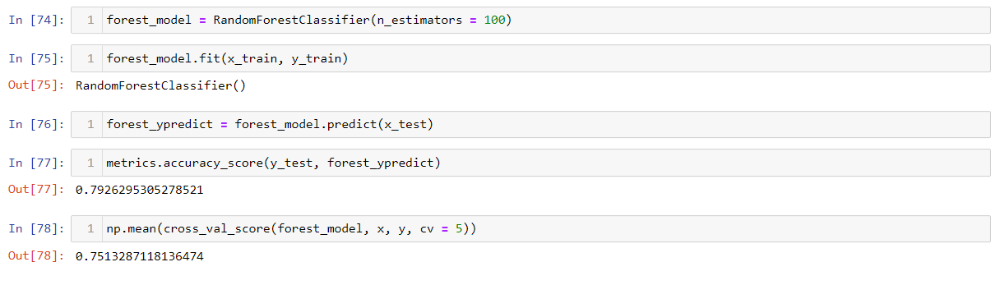 In [74]: 1 forest_model = RandomForestClassifier(n_estimators = 100)
In [75]: 1 forest_model.fit(x_train, y_train)
Out[75]: RandomForestClassifier()
In [76]: 1 forest_ypredict = forest_model.predict(x_test)
In [77]: 1 metrics.accuracy_score(y_test, forest_ypredict)
Out[77]: 0.7926295305278521
In [78]: 1 np.mean(cross_val_score(forest_model, x, y, cv = 5))
Out[78]: 0.7513287118136474